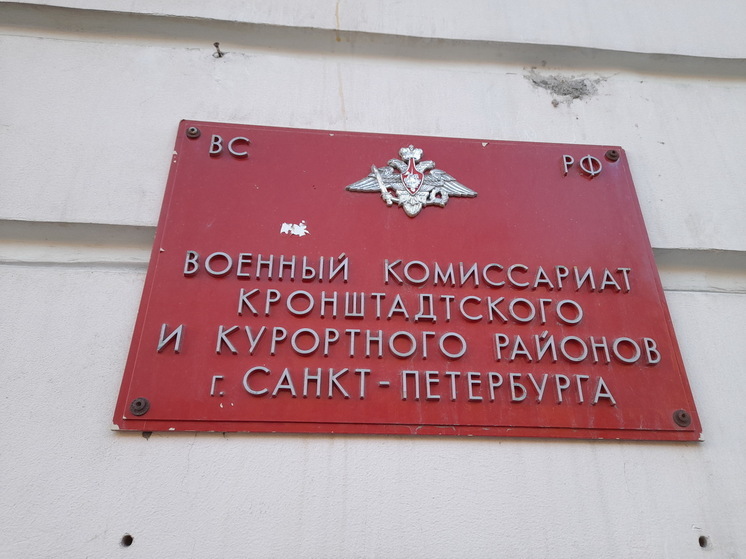 ВС РФ
ВОЕННЫЙ КОМИССАРИАТ
КРОНШТАДТСКОГО
И КУРОРТНОГО РАЙОНОВ
г. САНКТ-ПЕТЕРБУРГА